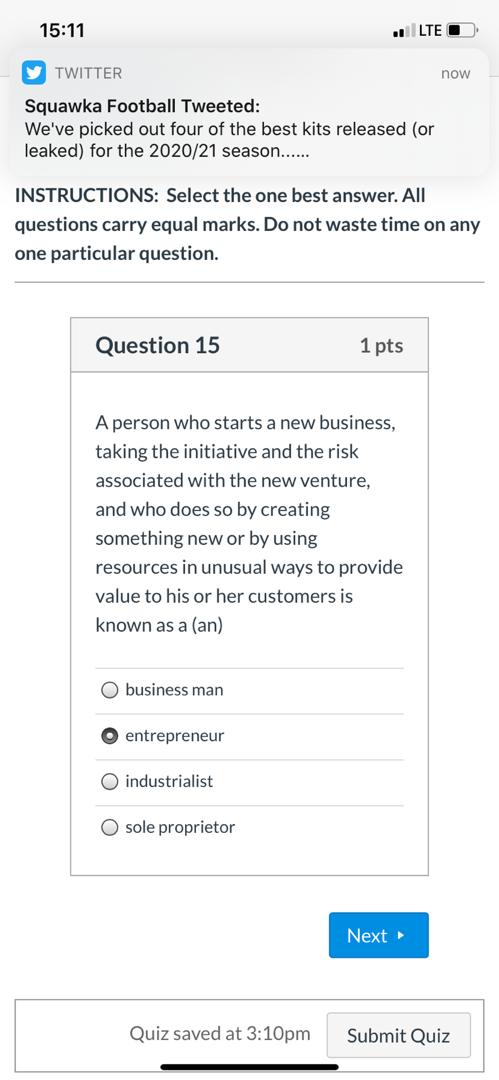 15:11
LTE
TWITTER
now
Squawka Football Tweeted:
We've picked out four of the best kits released (or
leaked) for the 2020/21 season......
INSTRUCTIONS: Select the one best answer. All
questions carry equal marks. Do not waste time on any
one particular question.
Question 15
1 pts
A person who starts a new business,
taking the initiative and the risk
associated with the new venture,
and who does so by creating
something new or by using
resources in unusual ways to provide
value to his or her customers is
known as a (an)
business man
entrepreneur
industrialist
sole proprietor
Next
Quiz saved at 3:10pm
Submit Quiz